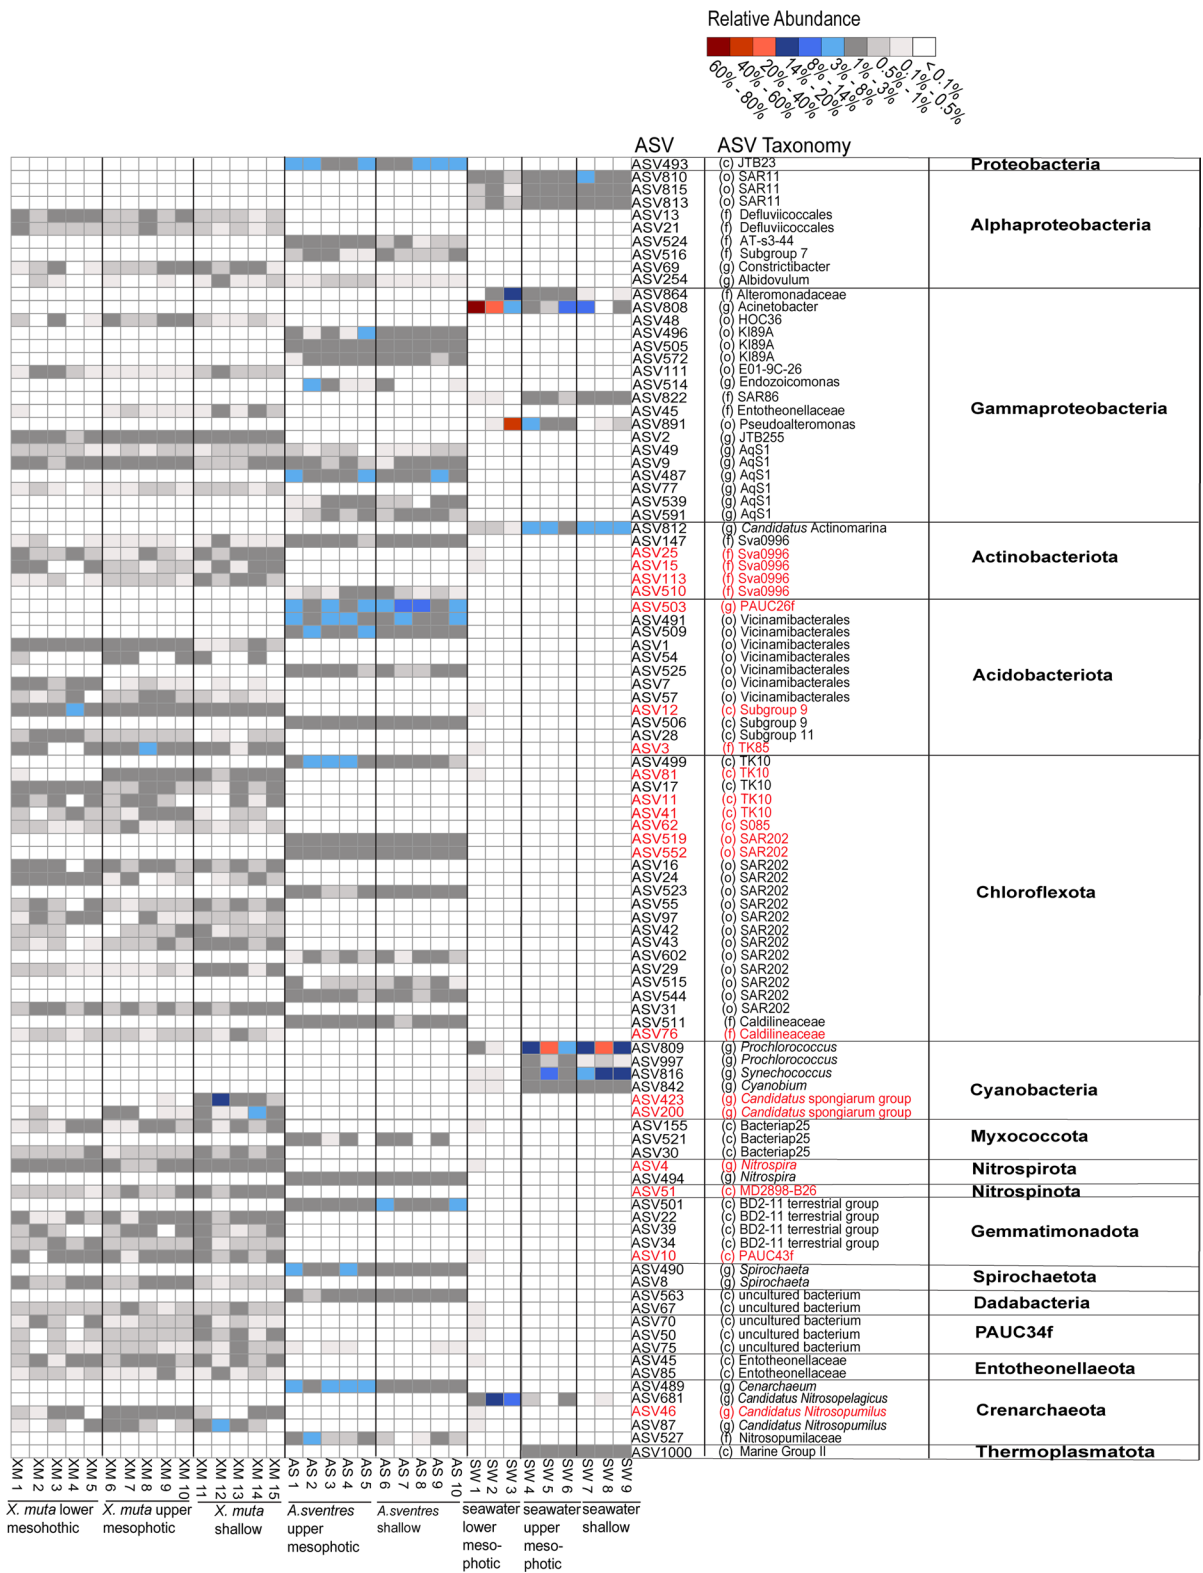 Relative Abundance
60% - 80%
40% - 60%
20% - 40%
14% - 20%
8% - 14%
3% - 8%
1% - 3%
0.5% - 1%
0.1% - 0.5%
< 0.1%
ASV ASV Taxonomy
ASV493 (c) JTB23 Proteobacteria
ASV810 (o) SAR11
ASV815 (o) SAR11
ASV813 (o) SAR11
ASV13 (f) Defluviicoccales
Alphaproteobacteria
ASV21 (f) Defluviicoccales
ASV524 (f) AT-s3-44
ASV516 (f) Subgroup 7
ASV69 (g) Constrictibacter
ASV254 (g) Albidovulum
ASV864 (f) Alteromonadaceae
ASV808 (g) Acinetobacter
ASV48 (o) HOC36
ASV496 (o) KI89A
ASV505 (o) KI89A
ASV572 (o) KI89A
ASV111 (o) E01-9C-26
ASV514 (g) Endozoicomonas
ASV822 (f) SAR86
Gammaproteobacteria
ASV45 (f) Entotheonellaceae
ASV891 (o) Pseudoalteromonas
ASV2 (g) JTB255
ASV49 (g) AqS1
ASV9 (g) AqS1
ASV487 (g) AqS1
ASV77 (g) AqS1
ASV539 (g) AqS1
ASV591 (g) AqS1
ASV812 (g) Candidatus Actinomarina
ASV147 (f) Sva0996
ASV25 (f) Sva0996 Actinobacteriota
ASV15 (f) Sva0996
ASV113 (f) Sva0996
ASV510 (f) Sva0996
ASV503 (g) PAUC26f
ASV491 (o) Vicinamibacterales
ASV509 (o) Vicinamibacterales
ASV1 (o) Vicinamibacterales
ASV54 (o) Vicinamibacterales
ASV525 (o) Vicinamibacterales Acidobacteriota
ASV7 (o) Vicinamibacterales
ASV57 (o) Vicinamibacterales
ASV12 (c) Subgroup 9
ASV506 (c) Subgroup 9
ASV28 (c) Subgroup 11
ASV3 (f) TK85
ASV499 (c) TK10
ASV81 (c) TK10
ASV17 (c) TK10
ASV11 (c) TK10
ASV41 (c) TK10
ASV62 (c) S085
ASV519 (o) SAR202
ASV552 (o) SAR202
ASV16 (o) SAR202
ASV24 (o) SAR202
ASV523 (o) SAR202 Chloroflexota
ASV55 (o) SAR202
ASV97 (o) SAR202
ASV42 (o) SAR202
ASV43 (o) SAR202
ASV602 (o) SAR202
ASV29 (o) SAR202
ASV515 (o) SAR202
ASV544 (o) SAR202
ASV31 (o) SAR202
ASV511 (f) Caldilineaceae
ASV76 (f) Caldilineaceae
ASV809 (g) Prochlorococcus
ASV997 (g) Prochlorococcus
ASV816 (g) Synechococcus
ASV842 (g) Cyanobium Cyanobacteria
ASV423 (g) Candidatus spongiarum group
ASV200 (g) Candidatus spongiarum group
ASV155 (c) Bacteriap25
ASV521 (c) Bacteriap25 Myxococcota
ASV30 (c) Bacteriap25
ASV4 (g) Nitrospira Nitrospirota
ASV494 (g) Nitrospira
ASV51 (c) MD2898-B26 Nitrospinota
ASV501 (c) BD2-11 terrestrial group
ASV22 (c) BD2-11 terrestrial group
ASV39 (c) BD2-11 terrestrial group Gemmatimonadota
ASV34 (c) BD2-11 terrestrial group
ASV10 (c) PAUC43f
ASV490 (g) Spirochaeta Spirochaetota
ASV8 (g) Spirochaeta
ASV563 (c) uncultured bacterium Dadabacteria
ASV67 (c) uncultured bacterium
ASV70 (c) uncultured bacterium
ASV50 (c) uncultured bacterium PAUC34f
ASV75 (c) uncultured bacterium
ASV45 (c) Entotheonellaceae Entotheonellaeota
ASV85 (c) Entotheonellaceae
ASV489 (g) Cenarchaeum
ASV681 (g) Candidatus Nitrosopelagicus
ASV46 (g) Candidatus Nitrosopumilus Crenarchaeota
ASV87 (g) Candidatus Nitrosopumilus
ASV527 (f) Nitrosopumilaceae
ASV1000 (c) Marine Group II Thermoplasmatota
XM 1
XM 2
XM 3
XM 4
XM 5
XM 6
XM 7
XM 8
XM 9
XM 10
XM 11
XM 12
XM 13
XM 14
XM 15
AS 1
AS 2
AS 3
AS 4
AS 5
AS 6
AS 7
AS 8
AS 9
AS 10
SW 1
SW 2
SW 3
SW 4
SW 5
SW 6
SW 7
SW 8
SW 9
X. muta lower
mesohothic
X. muta upper
mesophotic
X. muta
shallow
A.sventres
upper
mesophotic
A.sventres
shallow
seawater
lower
meso-
photic
seawater
upper
meso-
photic
seawater
shallow